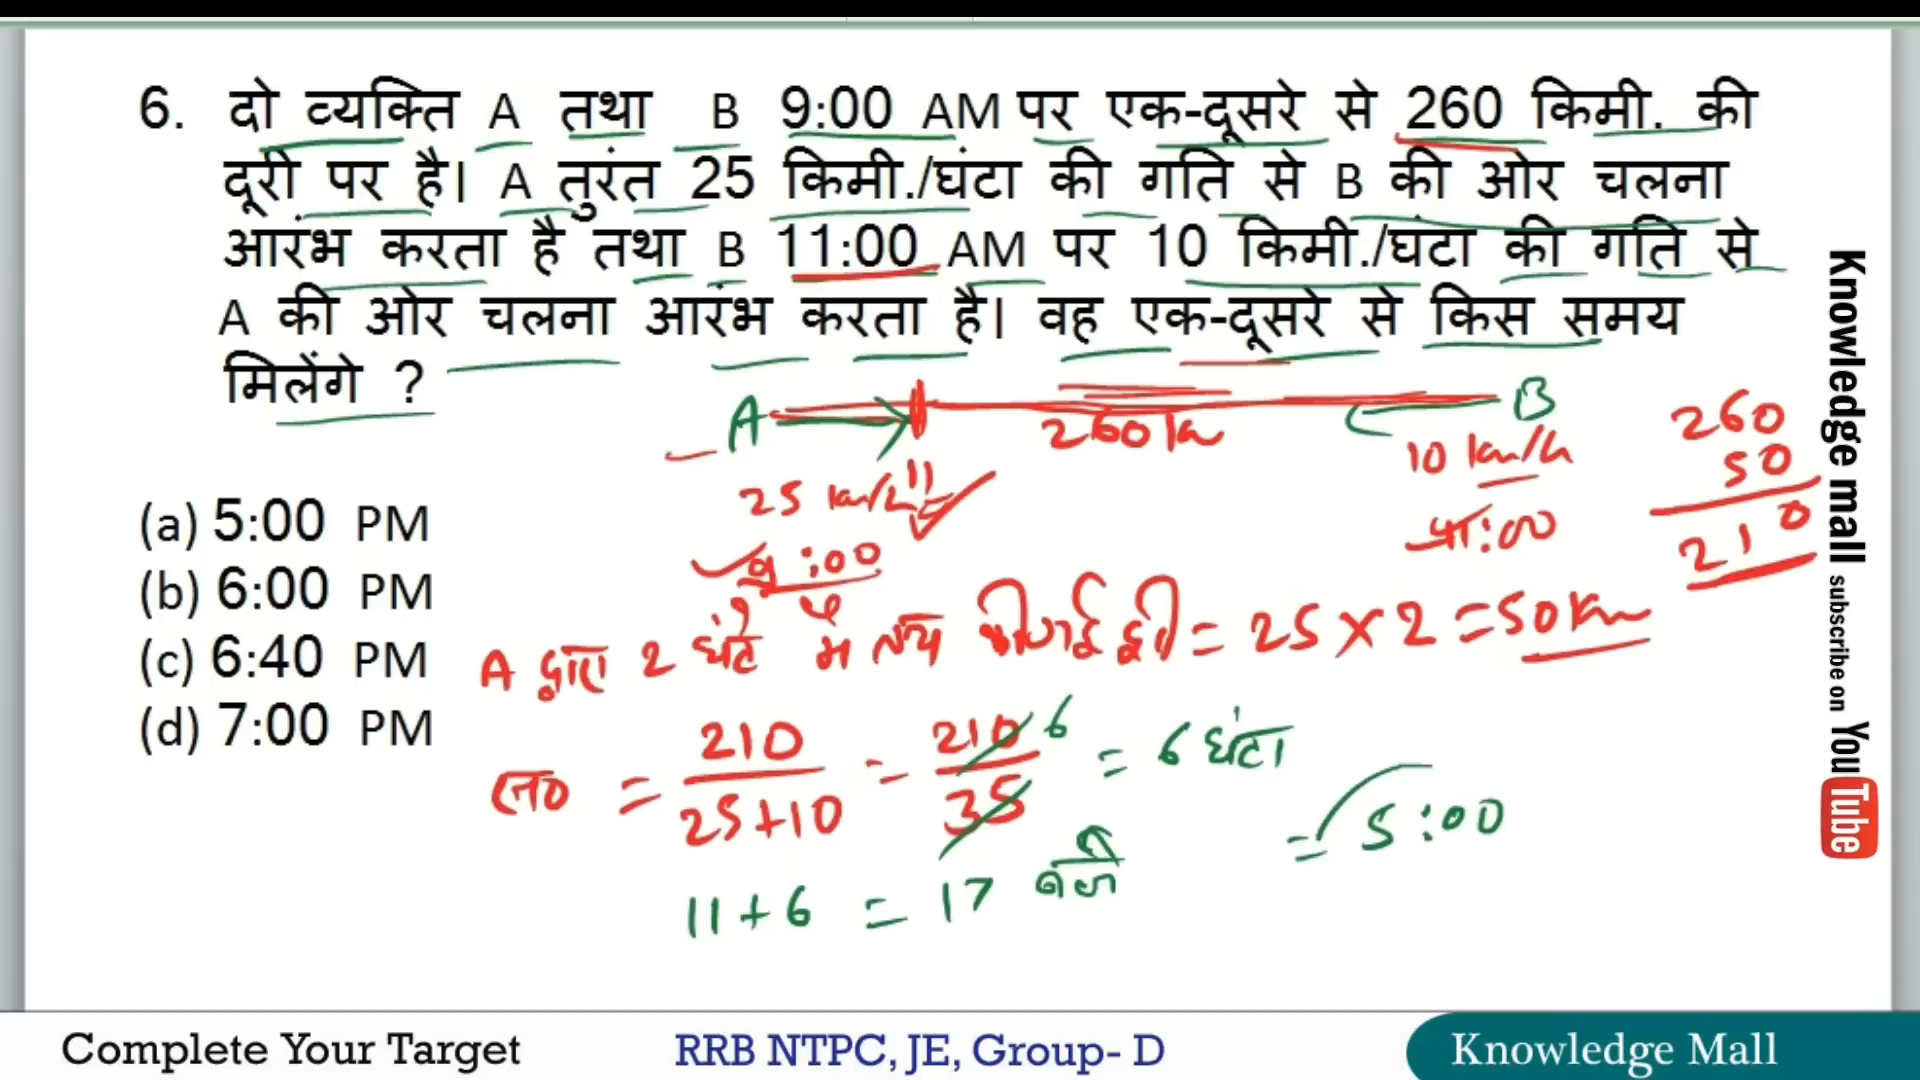 6. दो व्यक्ति A तथा B 9:00 AM पर एक-दूसरे से 260 किमी. की
दूरी पर है। A तुरंत 25 किमी./घंटा की गति से B की ओर चलना
आरंभ करता है तथा B 11:00 AM पर 10 किमी./घंटा की गति से
A की ओर चलना आरंभ करता है। वह एक-दूसरे से किस समय
मिलेंगे ?
A B
260 km
25 km/h 11
10 km/h
9:00
11:00
260
50
210
(a) 5:00 PM
(b) 6:00 PM
(c) 6:40 PM
(d) 7:00 PM
A द्वारा 2 घंटे में तय की गई दूरी = 25 × 2 = 50 km
= 210 / 25+10 = 210 / 35 6 = 6 घंटा
11 + 6 = 17 बजे
= 5:00
Knowledge mall subscribe on YouTube
Complete Your Target
RRB NTPC, JE, Group- D
Knowledge Mall